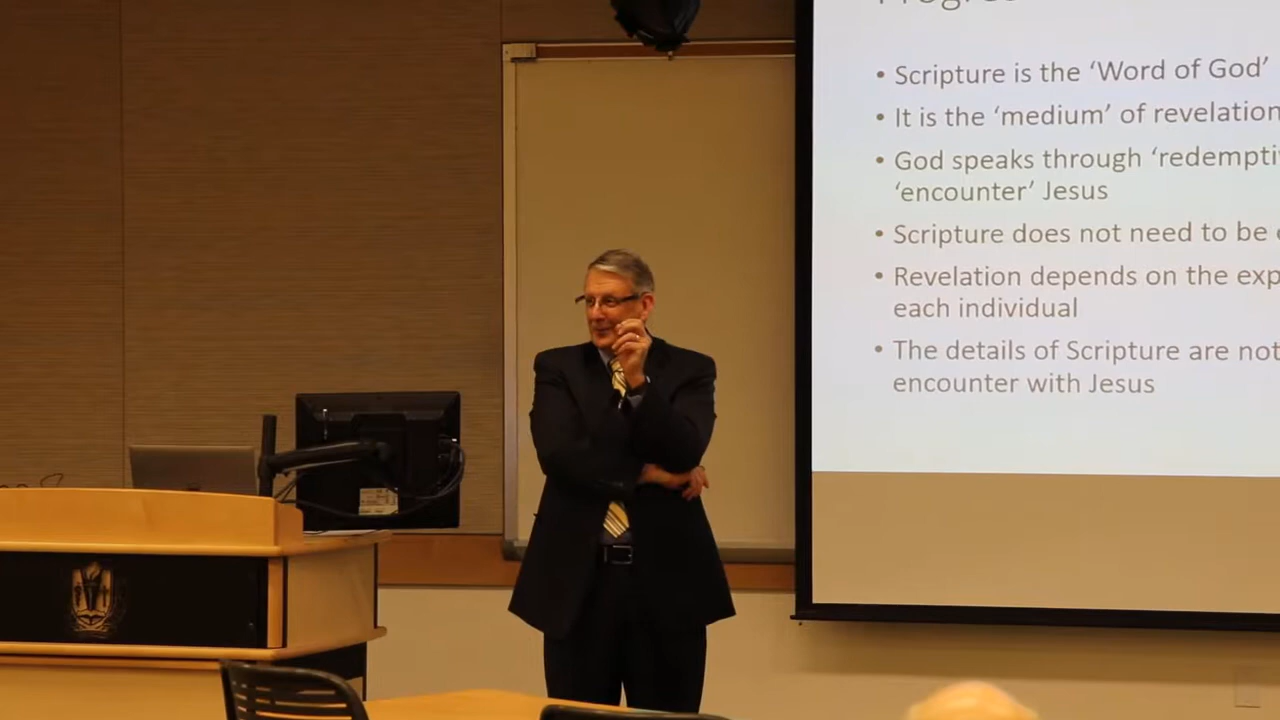 • Scripture is the ‘Word of God’
• It is the ‘medium’ of revelation
• God speaks through
‘encounter’ Jesus
• Scripture does not need to be
• Revelation depends on the
each individual
• The details of Scripture are not
encounter with Jesus